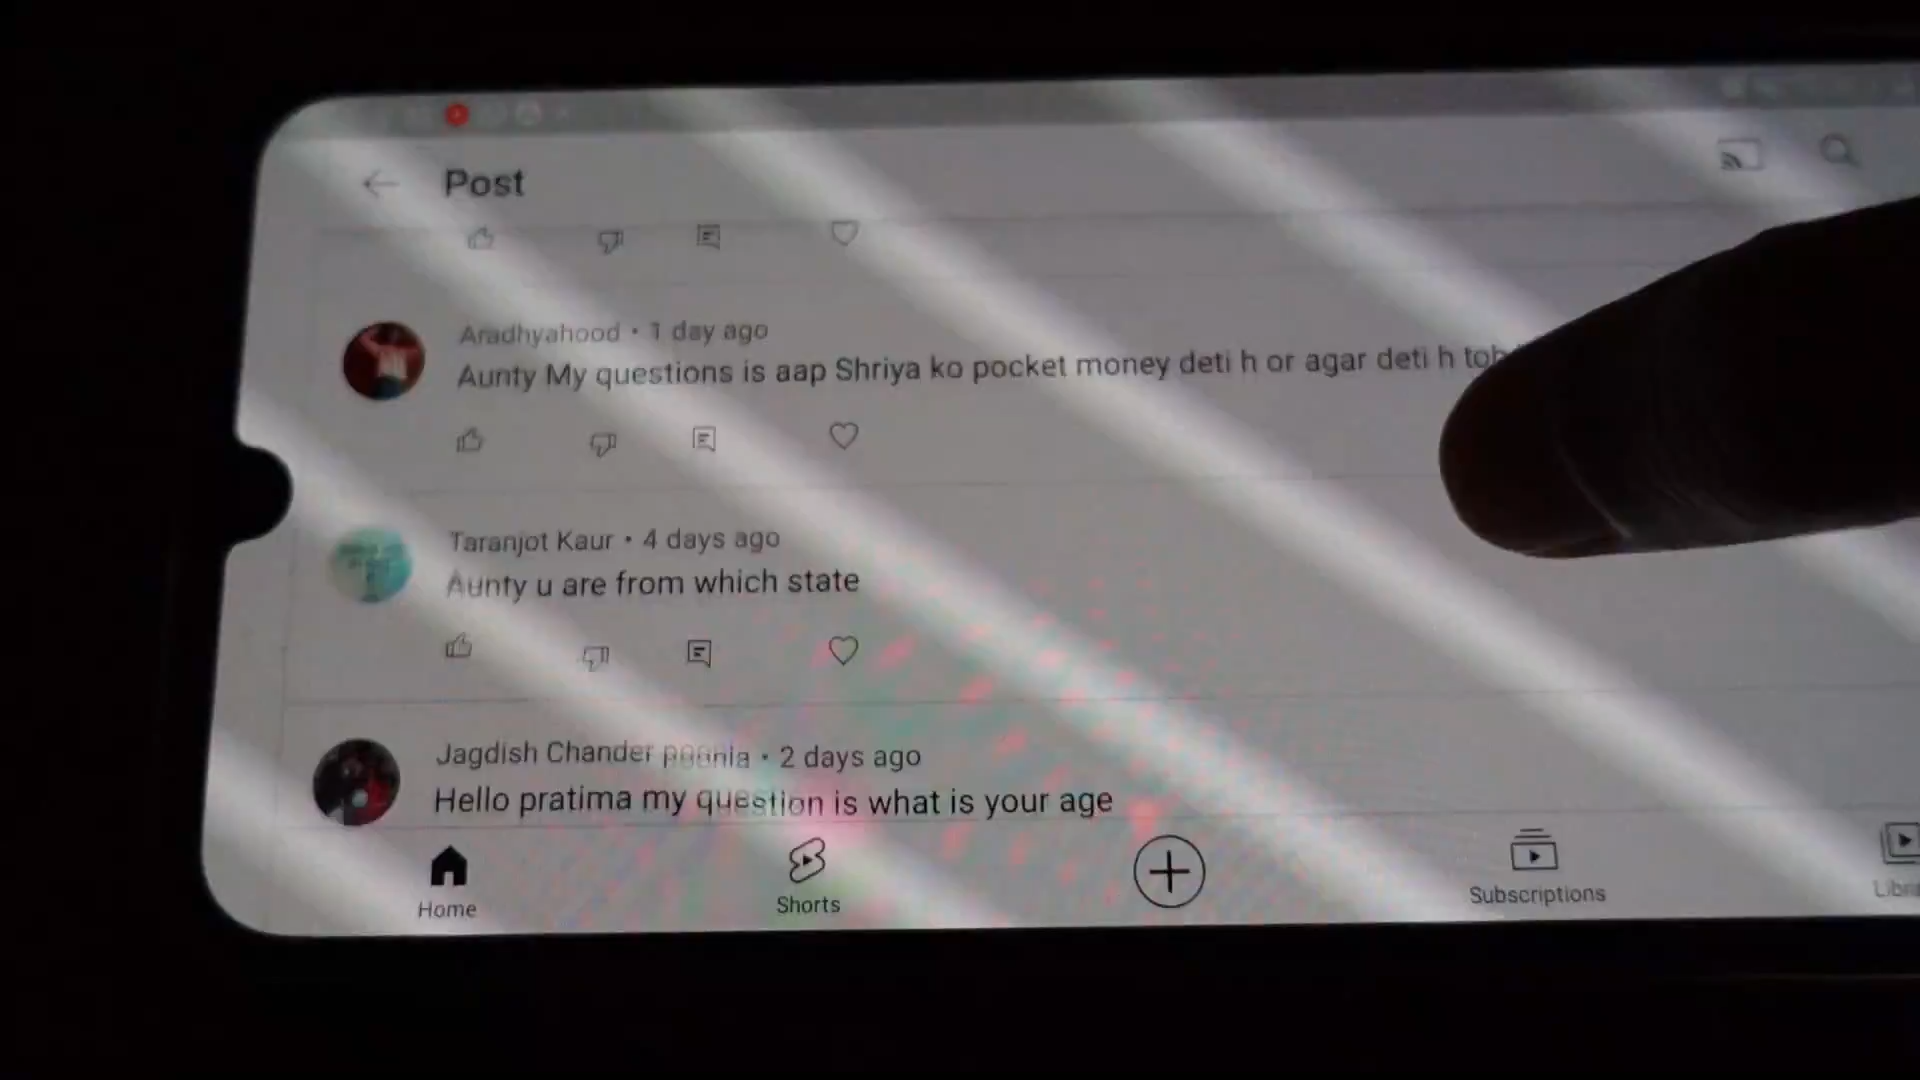 Post
Aradhyahood • 1 day ago
Aunty My questions is aap Shriya ko pocket money deti h or agar deti h
Taranjot Kaur • 4 days ago
Aunty u are from which state
Jagdish Chander poonia • 2 days ago
Hello pratima my question is what is your age
Home
Shorts
Subscriptions